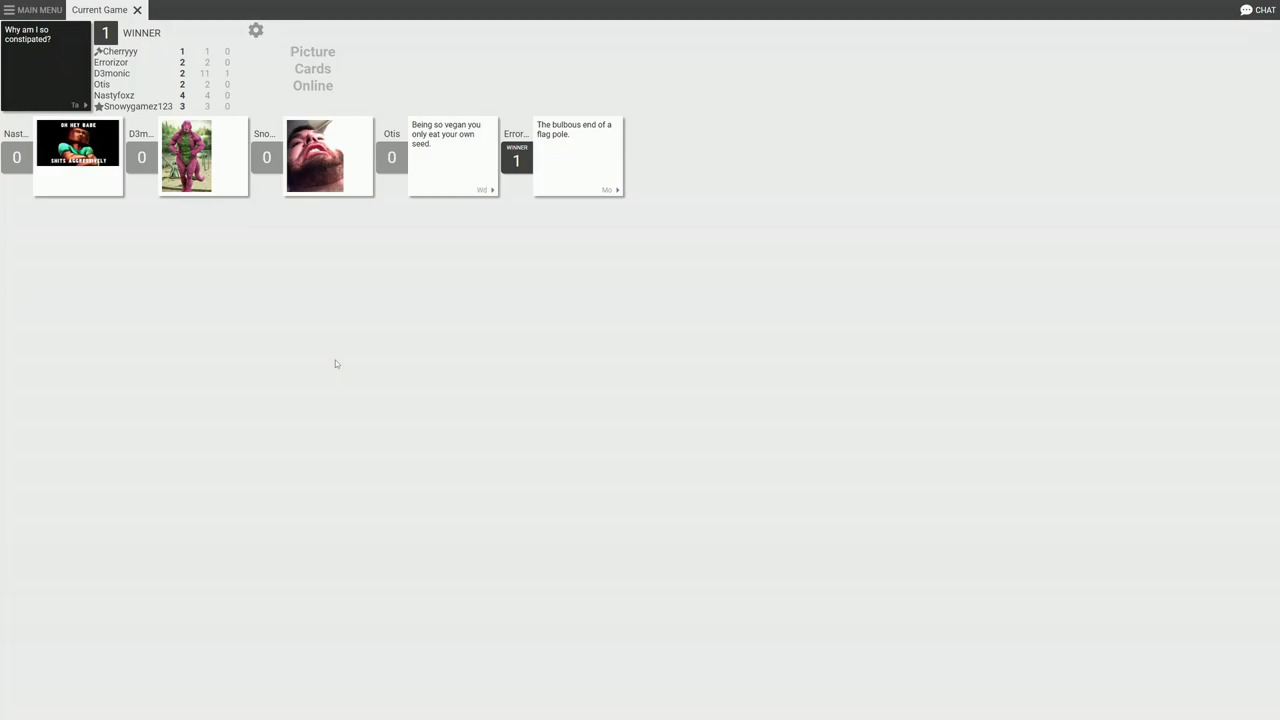 MAIN MENU
Current Game
CHAT
Why am I so
constipated?
Ta
1 WINNER
Cherryyy 1 1 0
Errorizor 2 2 0
D3monic 2 11 1
Otis 2 2 0
Nastyfoxz 4 4 0
Snowygamez123 3 3 0
Picture
Cards
Online
Nast...
0
OH HEY BABE
SHITS AGGRESSIVELY
D3m...
0
Sno...
0
Otis
0
Being so vegan you
only eat your own
seed.
Wd
Error...
WINNER
1
The bulbous end of a
flag pole.
Mo